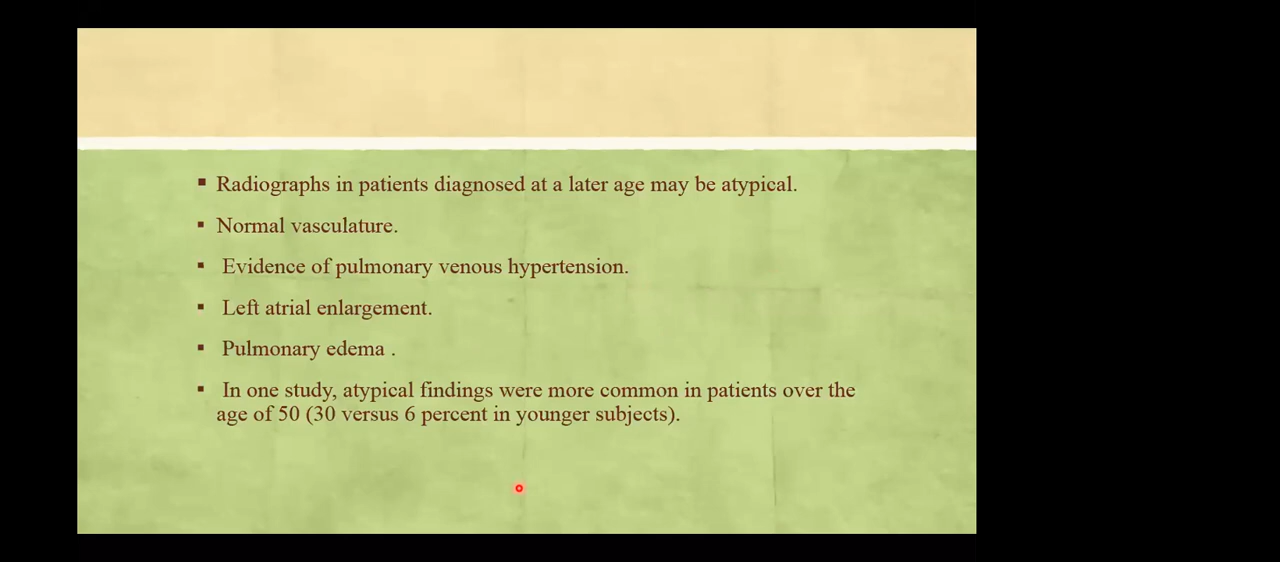 ▪ Radiographs in patients diagnosed at a later age may be atypical.
▪ Normal vasculature.
▪ Evidence of pulmonary venous hypertension.
▪ Left atrial enlargement.
▪ Pulmonary edema .
▪ In one study, atypical findings were more common in patients over the
age of 50 (30 versus 6 percent in younger subjects).